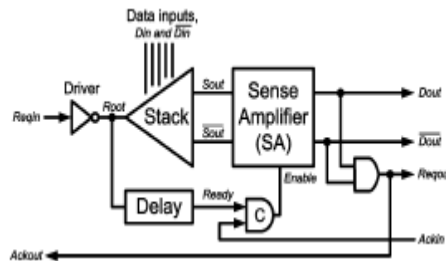 Data inputs,
Din and Din
Driver
Reqin
Root
Stack
Sout
Sout
Sense
Amplifier
(SA)
Dout
Dout
Enable
Reqout
Delay
Ready
C
Ackin
Ackout